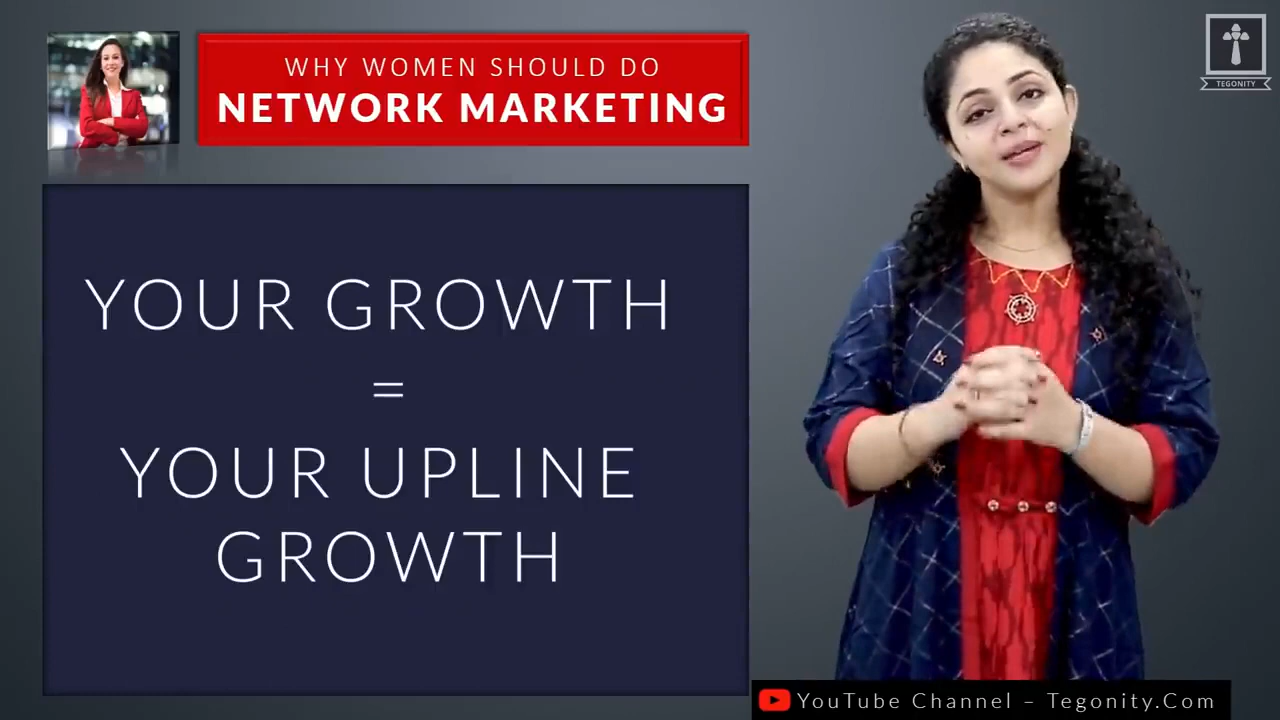 WHY WOMEN SHOULD DO
NETWORK MARKETING
TEGONITY
YOUR GROWTH
=
YOUR UPLINE
GROWTH
YouTube Channel – Tegonity.Com